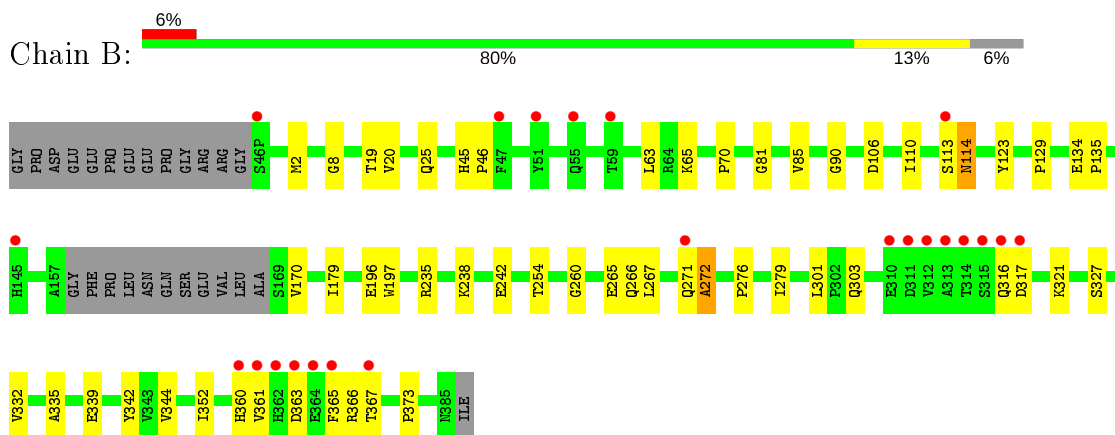 6%
Chain B:
80% 13% 6%
GLY PRO ASP GLU GLU PRO PRO GLU GLU PRO GLY ARG ARG GLY S46P M2 G8 T19 V20 Q25 H45 P46 F47 Y51 Q55 T59 L63 R64 K65 P70 G81 V85 G90 D106 I110 S113 N114 Y123 P129 E134 P135
H145 A157 GLY PHE PRO LEU ASN GLN SER GLU VAL LEU ALA S169 V170 I179 E196 W197 R235 K238 E242 T254 G260 E265 Q266 L267 Q271 A272 P276 I279 L301 P302 Q303 E310 D311 V312 A313 T314 S315 Q316 D317 K321 S327
V332 A335 E339 Y342 V343 V344 I352 H360 V361 H362 D363 E364 F365 R366 T367 P373 N385 ILE